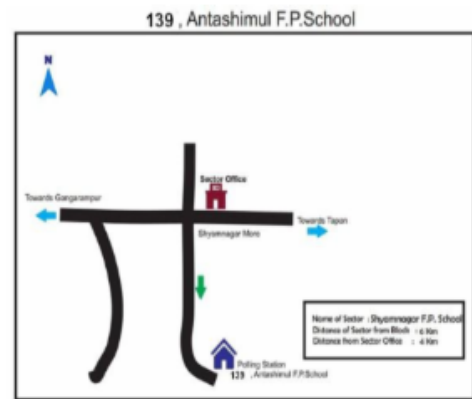 139 , Antashimul F.P.School
N
Sector Office
Towards Gangarampur
Towards Tapan
Shyamnagar More
Name of Sector : Shyamnagar F.P. School
Distance of Sector from Block : 6 Km
Distance from Sector Office : 4 Km
Polling Station
139 , Antashimul F.P.School